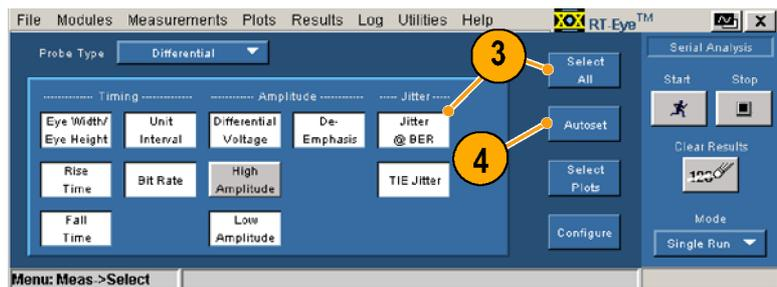 File Modules Measurements Plots Results Log Utilities Help RT-Eye™ X
Probe Type Differential
3
4
Timing Amplitude Jitter
Eye Width/
Eye Height
Unit
Interval
Differential
Voltage
De-
Emphasis
Jitter
@ BER
Rise
Time
Bit Rate
High
Amplitude
TIE Jitter
Fall
Time
Low
Amplitude
Select
All
Autoset
Select
Plots
Configure
Serial Analysis
Start Stop
Clear Results
123
Mode
Single Run
Menu: Meas->Select